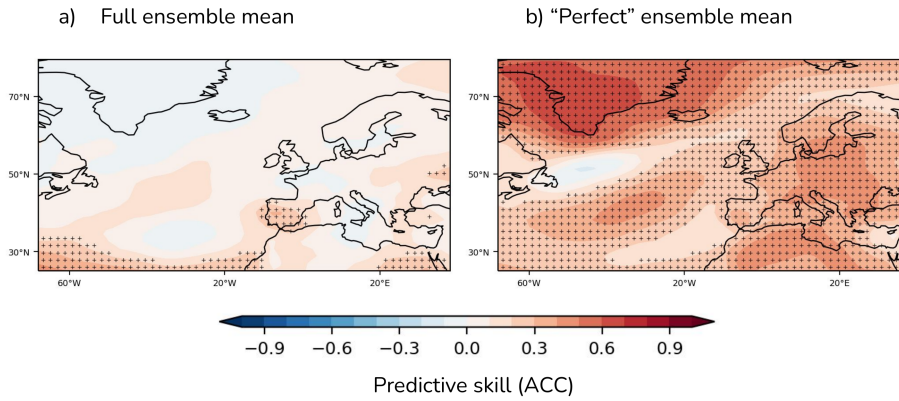 a) Full ensemble mean
b) “Perfect” ensemble mean
70°N
50°N
30°N
60°W 20°W 20°E
70°N
50°N
30°N
60°W 20°W 20°E
−0.9 −0.6 −0.3 0.0 0.3 0.6 0.9
Predictive skill (ACC)